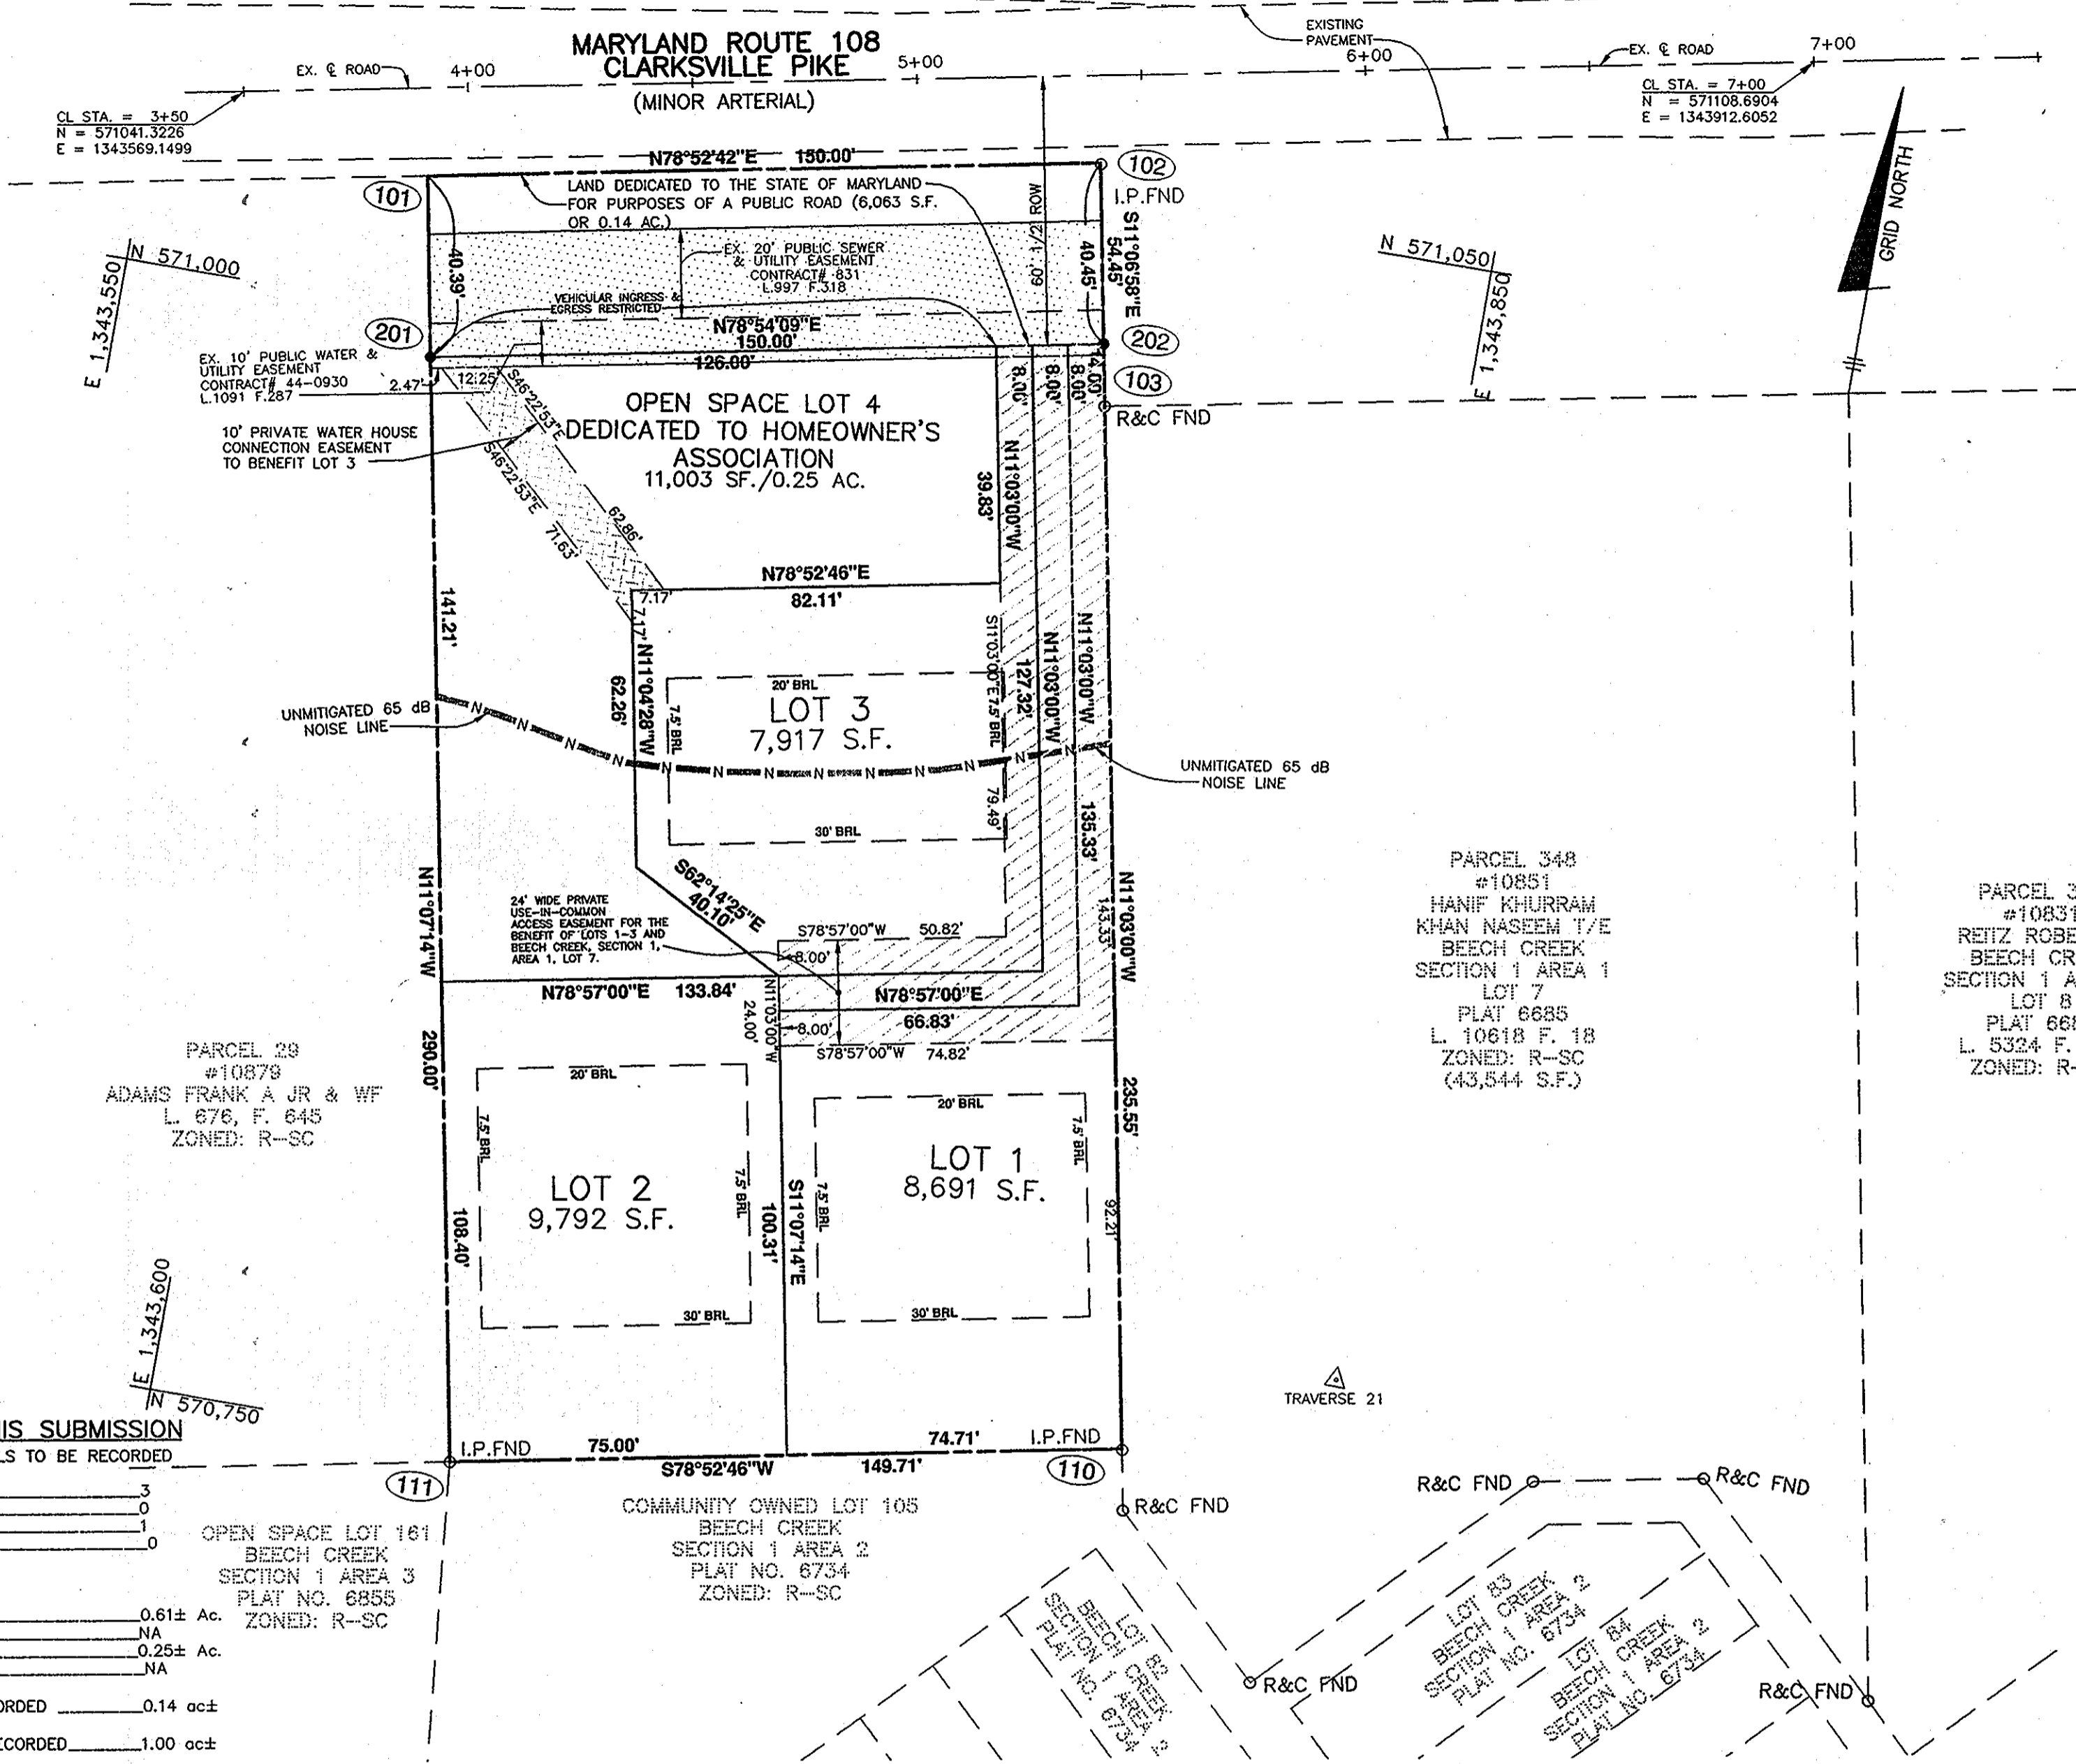 MARYLAND ROUTE 108
CLARKSVILLE PIKE
(MINOR ARTERIAL)
EX. ℄ ROAD
4+00
5+00
EXISTING
PAVEMENT
6+00
EX. ℄ ROAD
7+00
CL STA. = 3+50
N = 571041.3226
E = 1343569.1499
CL STA. = 7+00
N = 571108.6904
E = 1343912.6052
N78°52'42"E 150.00'
101
102
I.P.FND
LAND DEDICATED TO THE STATE OF MARYLAND
FOR PURPOSES OF A PUBLIC ROAD (6,063 S.F.
OR 0.14 AC.)
60' 1/2 ROW
S11°06'58"E
54.45'
40.45'
40.39'
EX. 20' PUBLIC SEWER
& UTILITY EASEMENT
CONTRACT# 831
L.997 F.318
VEHICULAR INGRESS &
EGRESS RESTRICTED
N78°54'09"E
150.00'
126.00'
201
202
103
14.00'
R&C FND
N 571,000
E 1,343,550
N 571,050
E 1,343,850
GRID NORTH
EX. 10' PUBLIC WATER &
UTILITY EASEMENT
CONTRACT# 44-0930
L.1091 F.287
2.47'
12.25'
10' PRIVATE WATER HOUSE
CONNECTION EASEMENT
TO BENEFIT LOT 3
S46°22'53"E
S46°22'53"E
62.86'
71.63'
OPEN SPACE LOT 4
DEDICATED TO HOMEOWNER'S
ASSOCIATION
11,003 SF./0.25 AC.
8.00'
8.00'
8.00'
39.83'
N11°03'00"W
N11°03'00"W
N11°03'00"W
N78°52'46"E
82.11'
7.17'
7.17'
141.21'
N11°04'28"W
62.26'
S11°03'00"E
7.5' BRL
127.32'
20' BRL
LOT 3
7,917 S.F.
7.5' BRL
30' BRL
79.49'
135.33'
UNMITIGATED 65 dB
NOISE LINE
N N N N N N N N N N N N N
UNMITIGATED 65 dB
NOISE LINE
S62°14'25"E
40.10'
24' WIDE PRIVATE
USE-IN-COMMON
ACCESS EASEMENT FOR THE
BENEFIT OF LOTS 1-3 AND
BEECH CREEK, SECTION 1,
AREA 1, LOT 7.
S78°57'00"W 50.82'
8.00'
N78°57'00"E 133.84'
N78°57'00"E
66.83'
8.00'
S78°57'00"W 74.82'
N11°03'00"W
24.00'
N11°07'14"W
290.00'
N11°03'00"W
143.33'
235.55'
92.21'
PARCEL 348
#10851
HANIF KHURRAM
KHAN NASEEM T/E
BEECH CREEK
SECTION 1 AREA 1
LOT 7
PLAT 6685
L. 10618 F. 18
ZONED: R-SC
(43,544 S.F.)
PARCEL 3
#10831
REITZ ROBE
BEECH CR
SECTION 1 A
LOT 8
PLAT 668
L. 5324 F.
ZONED: R-
PARCEL 29
#10879
ADAMS FRANK A JR & WF
L. 676, F. 645
ZONED: R-SC
20' BRL
7.5' BRL
LOT 2
9,792 S.F.
7.5' BRL
30' BRL
108.40'
100.31'
S11°07'14"E
20' BRL
7.5' BRL
LOT 1
8,691 S.F.
7.5' BRL
30' BRL
E 1,343,600
N 570,750
TRAVERSE 21
I.P.FND
75.00'
74.71'
I.P.FND
S78°52'46"W 149.71'
111
110
IS SUBMISSION
LS TO BE RECORDED
3
0
1
0
0.61± Ac.
NA
0.25± Ac.
NA
ORDED 0.14 ac±
ECORDED 1.00 ac±
OPEN SPACE LOT 161
BEECH CREEK
SECTION 1 AREA 3
PLAT NO. 6855
ZONED: R-SC
COMMUNITY OWNED LOT 105
BEECH CREEK
SECTION 1 AREA 2
PLAT NO. 6734
ZONED: R-SC
R&C FND
R&C FND
R&C FND
R&C FND
R&C FND
LOT
BEECH CREEK
SECTION 1 AREA 2
PLAT NO. 6734
LOT 83
BEECH CREEK
SECTION 1 AREA 2
PLAT NO. 6734
LOT 84
BEECH CREEK
SECTION 1 AREA 2
PLAT NO. 6734